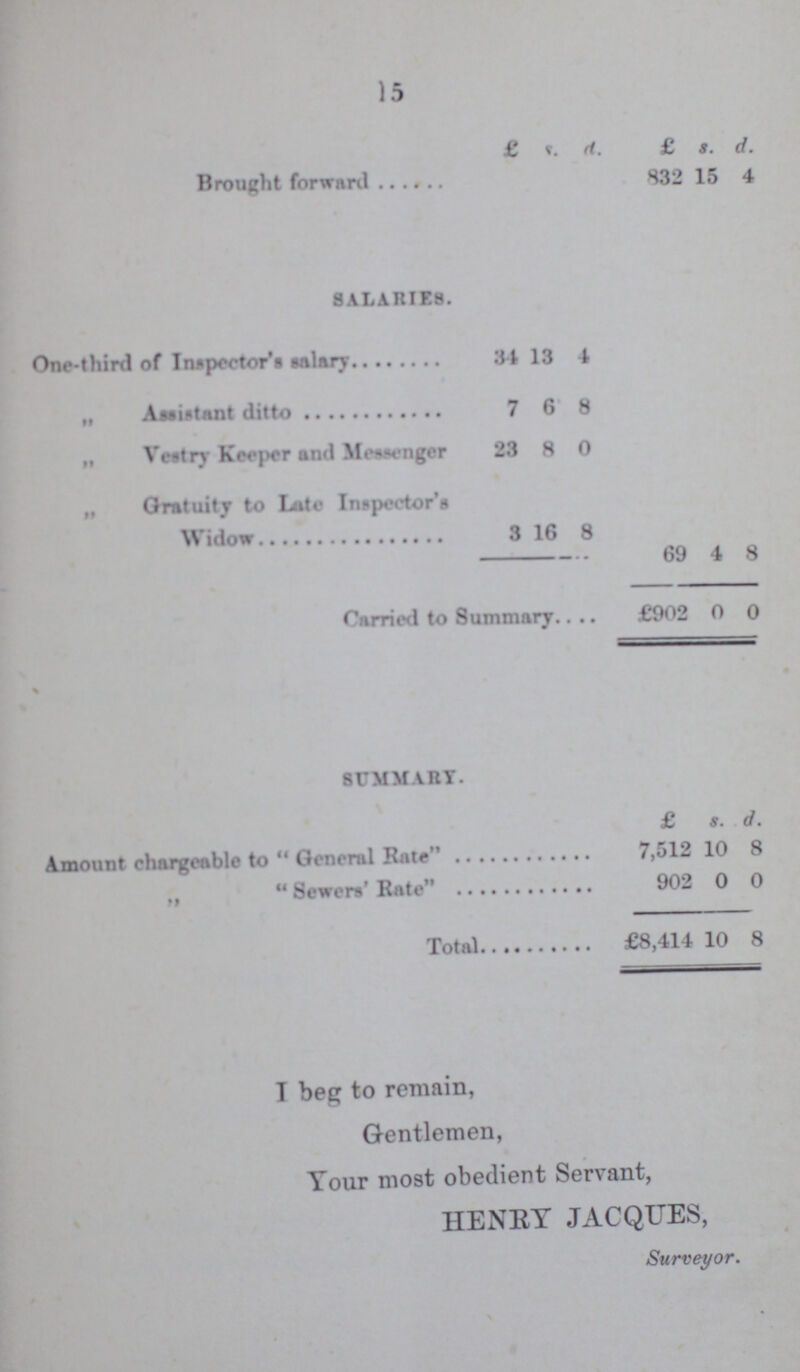 15
£ s. d. £ s. d.
Brought forward ...... 832 15 4
SALARIES.
One-third of Inspector's salary........ 34 13 4
„ Assistant ditto ............ 7 6 8
„ Vestry Keeper and Messenger 23 8 0
„ Gratuity to Late Inspector's
Widow................ 3 16 8
69 4 8
Carried to Summary.... £902 0 0
SUMMARY.
£ s. d.
Amount chargeable to “ General Rate” ............ 7,512 10 8
„ “ Sewers' Rate” ............ 902 0 0
Total.......... £8,414 10 8
I beg to remain,
Gentlemen,
Your most obedient Servant,
HENRY JACQUES,
Surveyor.